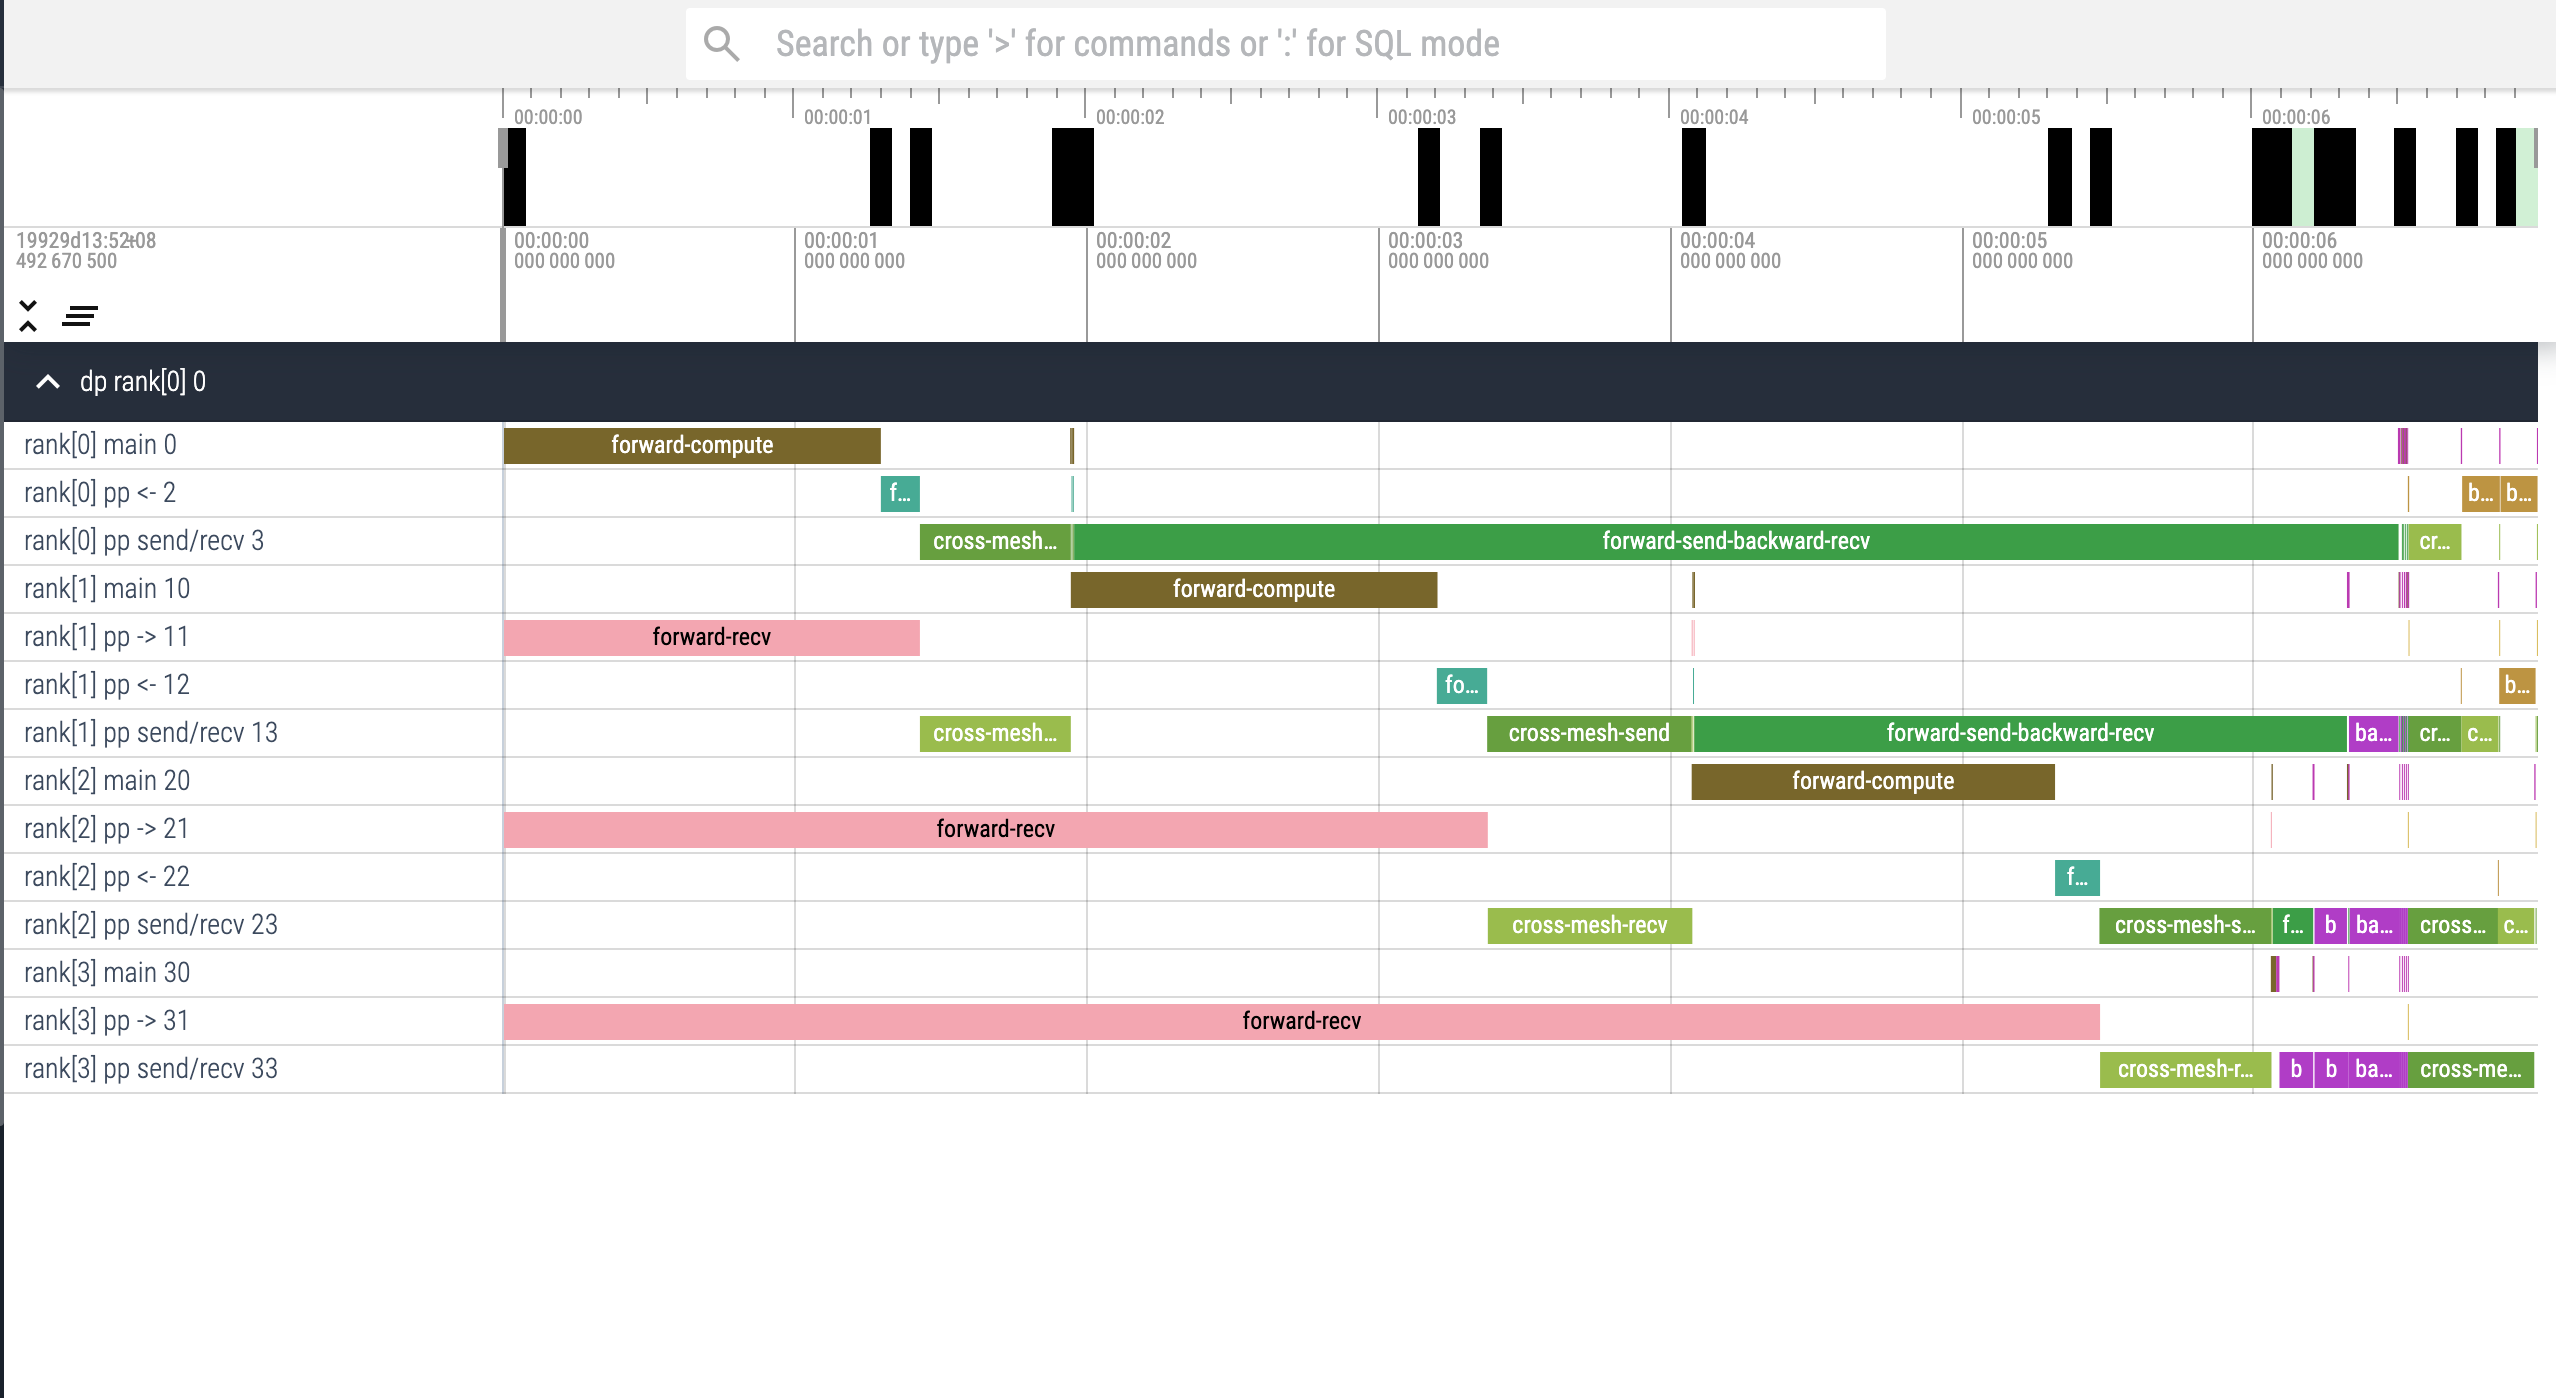 Search or type '>' for commands or ':' for SQL mode
00:00:00 00:00:01 00:00:02 00:00:03 00:00:04 00:00:05 00:00:06
19929d13:52:08 + 00:00:00 00:00:01 00:00:02 00:00:03 00:00:04 00:00:05 00:00:06
492 670 500 000 000 000 000 000 000 000 000 000 000 000 000 000 000 000 000 000 000 000 000 000
dp rank[0] 0
rank[0] main 0 forward-compute
rank[0] pp <- 2 f... b... b...
rank[0] pp send/recv 3 cross-mesh... forward-send-backward-recv cr...
rank[1] main 10 forward-compute
rank[1] pp -> 11 forward-recv
rank[1] pp <- 12 fo... b...
rank[1] pp send/recv 13 cross-mesh... cross-mesh-send forward-send-backward-recv ba... cr... c...
rank[2] main 20 forward-compute
rank[2] pp -> 21 forward-recv
rank[2] pp <- 22 f...
rank[2] pp send/recv 23 cross-mesh-recv cross-mesh-s... f... b ba... cross... c...
rank[3] main 30
rank[3] pp -> 31 forward-recv
rank[3] pp send/recv 33 cross-mesh-r... b b ba... cross-me...